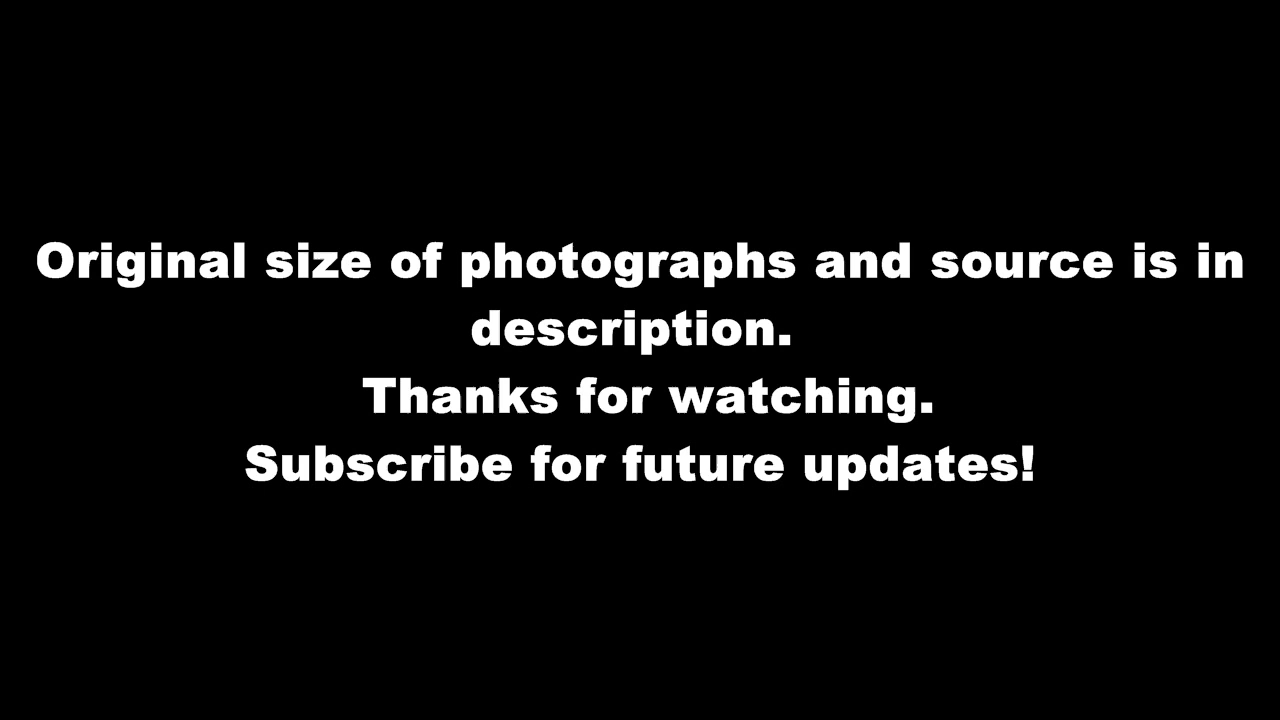 Original size of photographs and source is in
description.
Thanks for watching.
Subscribe for future updates!